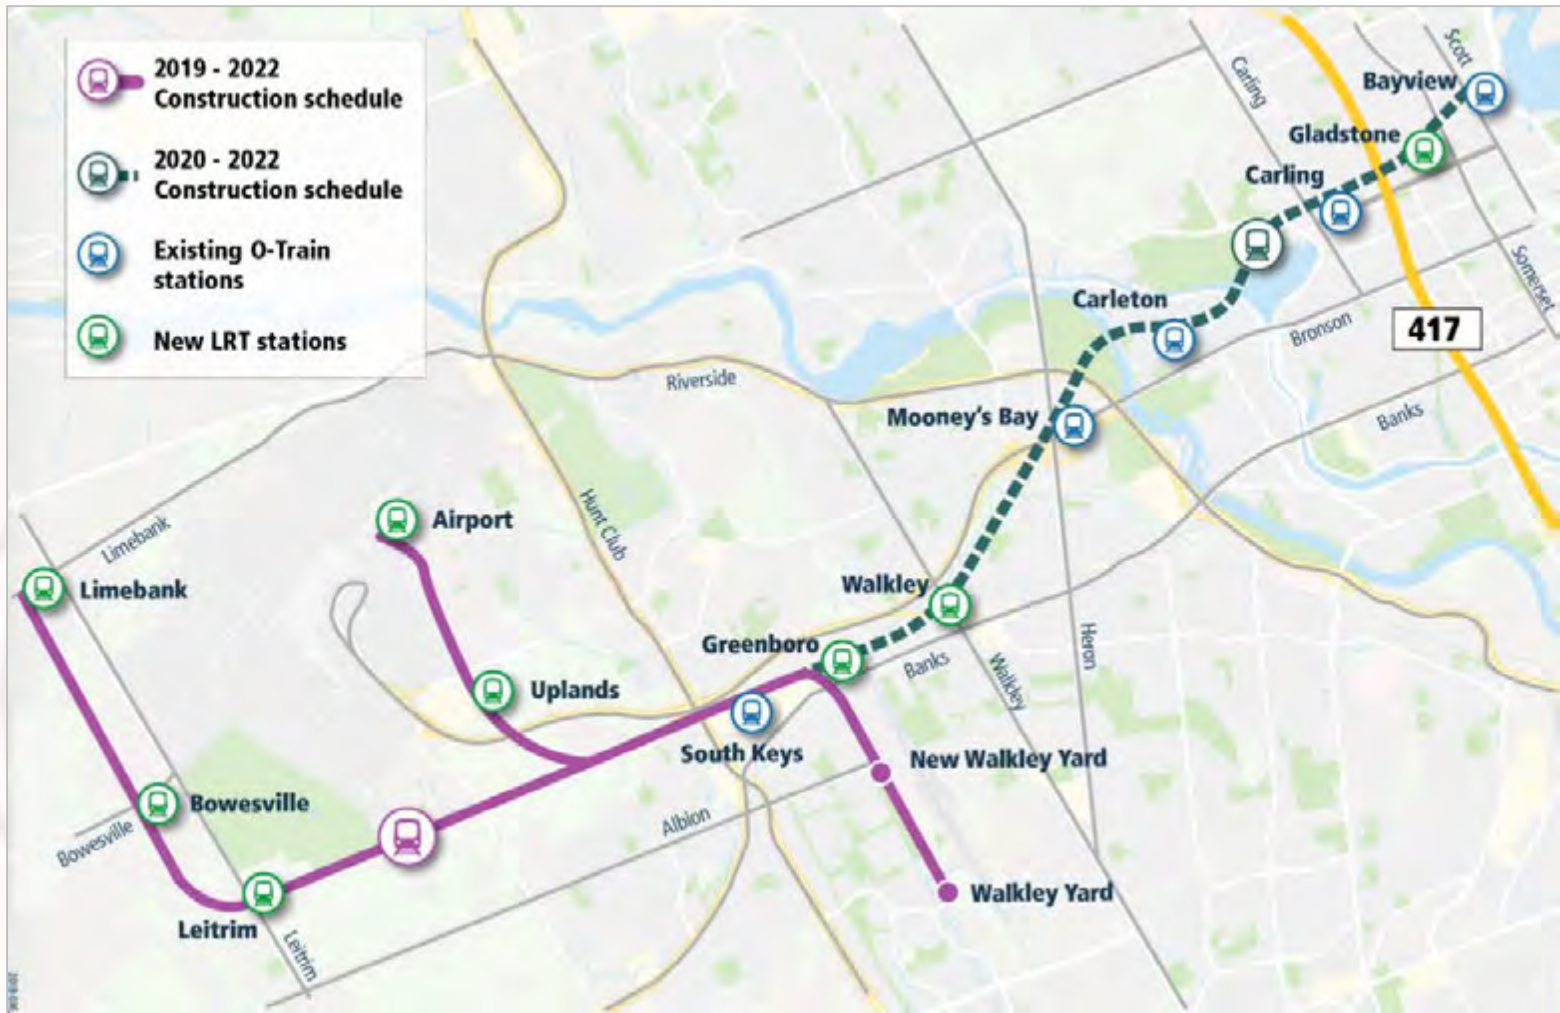 2019 - 2022
Construction schedule
2020 - 2022
Construction schedule
Existing O-Train
stations
New LRT stations
Scott
Carling
Bayview
Gladstone
Carling
Somerset
Carleton
Bronson
417
Riverside
Mooney's Bay
Banks
Hunt Club
Limebank
Airport
Limebank
Walkley
Greenboro
Banks
Walkley
Heron
Uplands
South Keys
New Walkley Yard
Bowesville
Bowesville
Albion
Walkley Yard
Leitrim
Leitrim